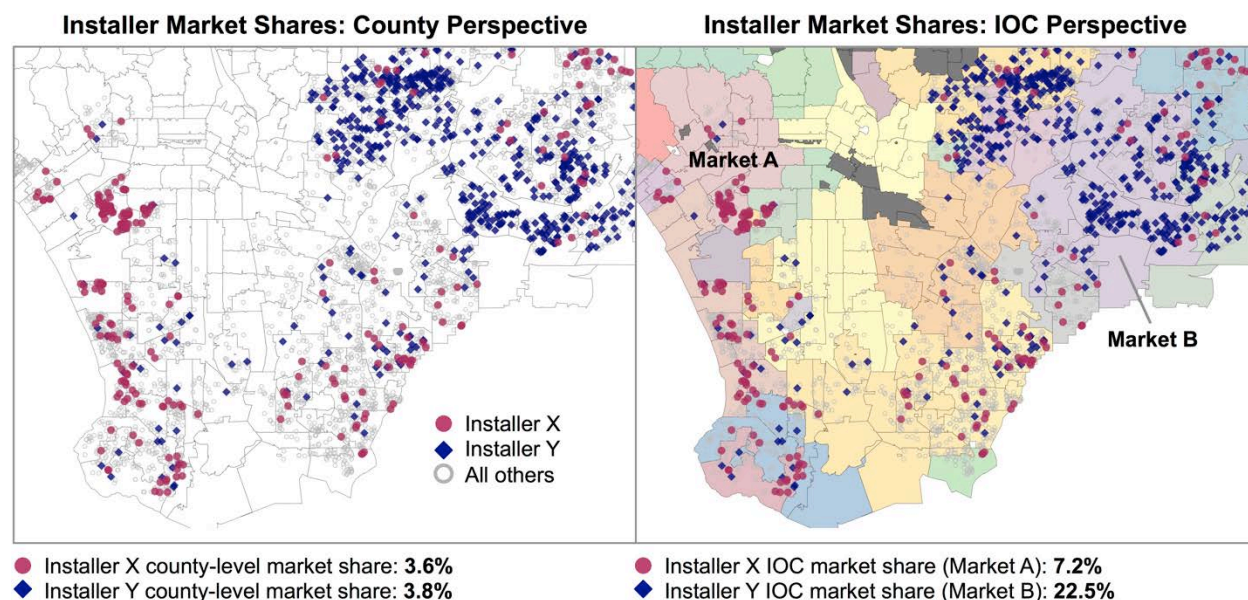 Installer Market Shares: County Perspective
Installer X
Installer Y
All others
Installer X county-level market share: 3.6%
Installer Y county-level market share: 3.8%
Installer Market Shares: IOC Perspective
Market A
Market B
Installer X IOC market share (Market A): 7.2%
Installer Y IOC market share (Market B): 22.5%